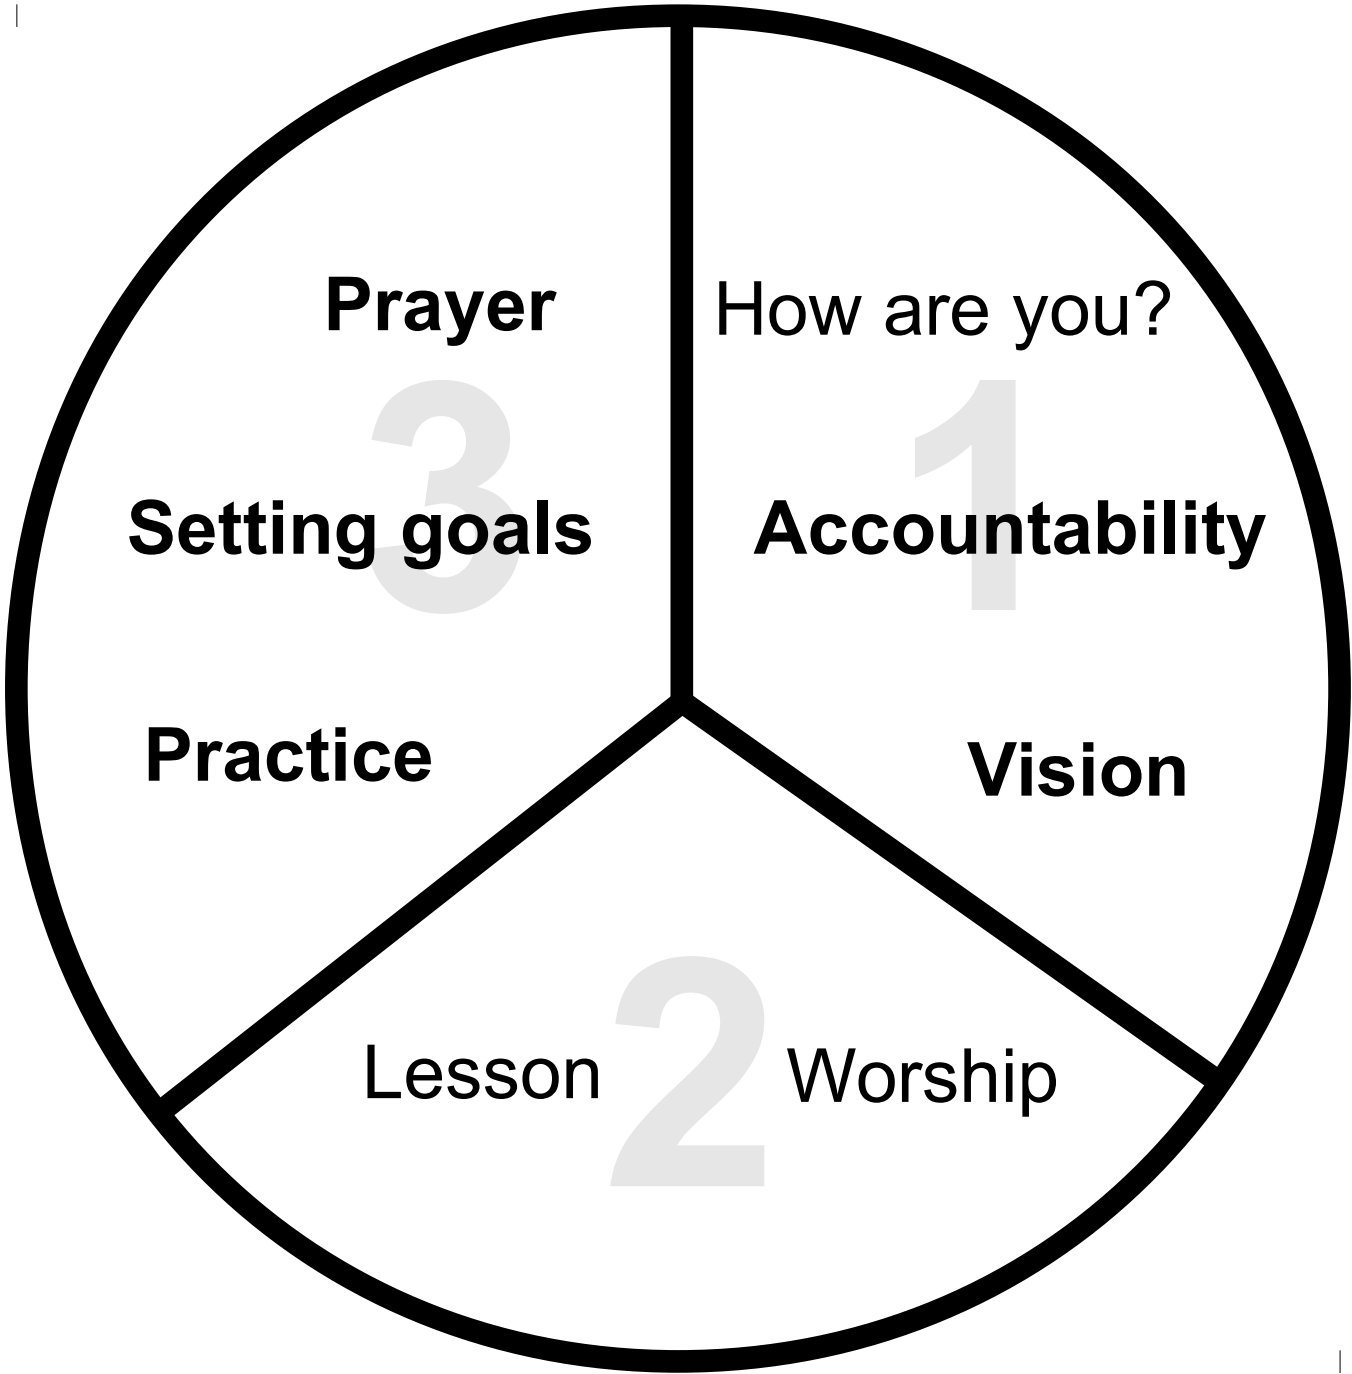 Prayer
How are you?
3
1
Setting goals
Accountability
Practice
Vision
2
Lesson
Worship